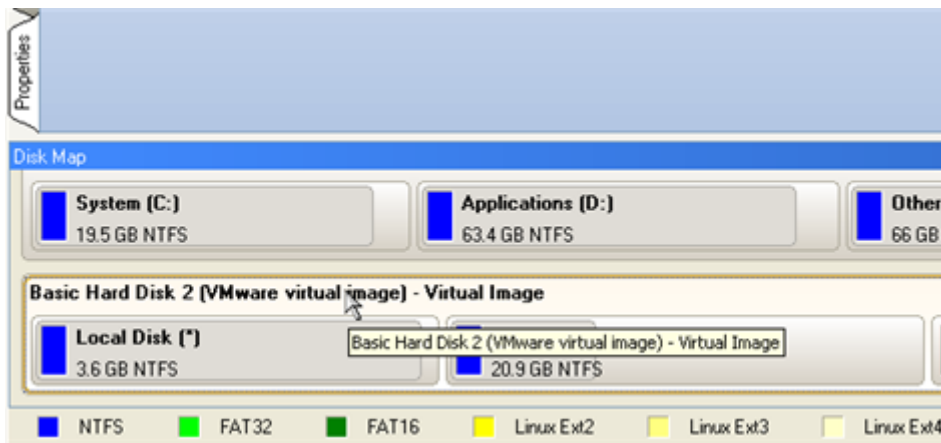 Properties
Disk Map
System (C:)
19.5 GB NTFS
Applications (D:)
63.4 GB NTFS
Other
66 GB
Basic Hard Disk 2 (VMware virtual image) - Virtual Image
Local Disk (*)
3.6 GB NTFS
Basic Hard Disk 2 (VMware virtual image) - Virtual Image
20.9 GB NTFS
NTFS FAT32 FAT16 Linux Ext2 Linux Ext3 Linux Ext4